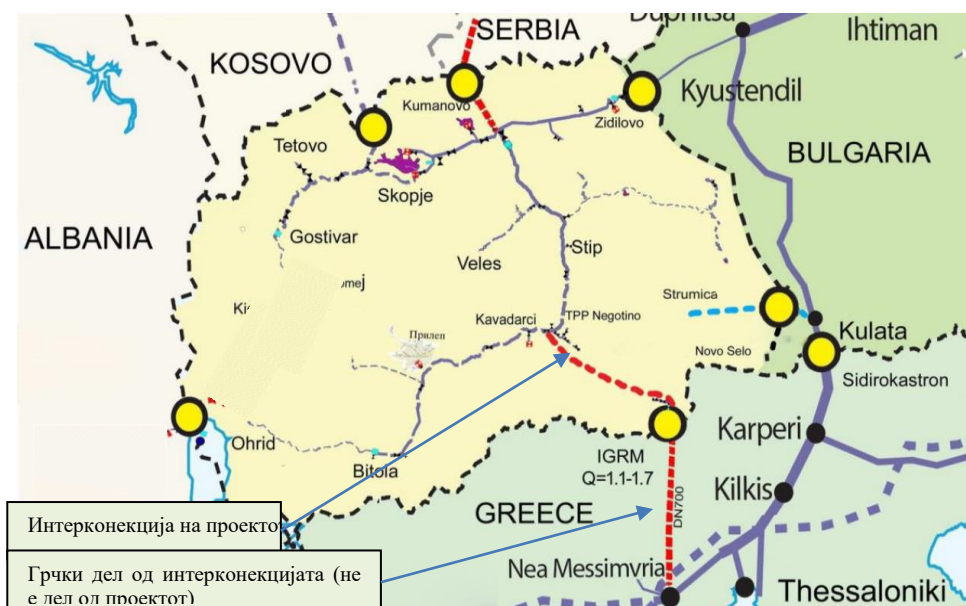 Dupnitsa
Ihtiman
SERBIA
KOSOVO
Kyustendil
Kumanovo
Zidilovo
Tetovo
BULGARIA
Skopje
ALBANIA
Gostivar
Stip
Veles
Strumica
Kavadarci
TPP Negotino
Прилеп
Kulata
Novo Selo
Sidirokastron
Karperi
Ohrid
IGRM
Q=1.1-1.7
Bitola
Kilkis
GREECE
DN700
Интерконекција на проекто
Грчки дел од интерконекцијата (не
е дел од проектот)
Nea Messimvria
Thessaloniki